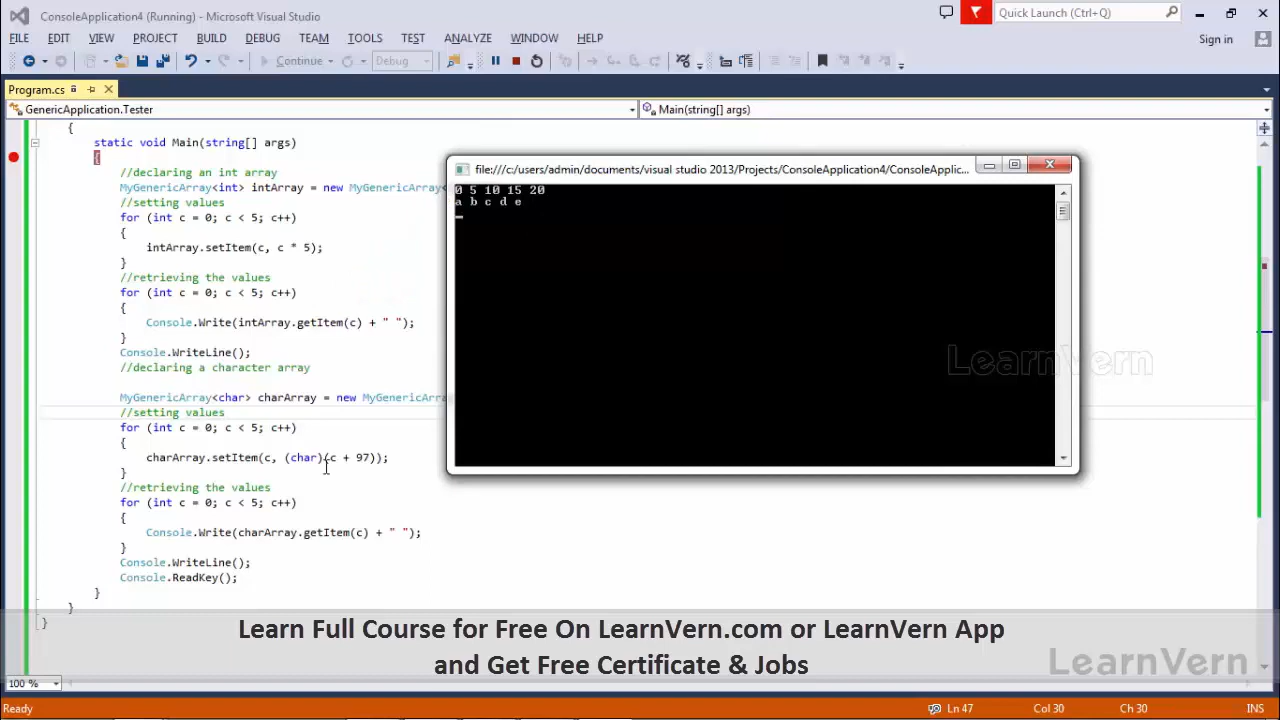 ConsoleApplication4 (Running) - Microsoft Visual Studio
Quick Launch (Ctrl+Q)
FILE EDIT VIEW PROJECT BUILD DEBUG TEAM TOOLS TEST ANALYZE WINDOW HELP
Sign in
Continue Debug
Program.cs
GenericApplication.Tester
Main(string[] args)
{
static void Main(string[] args)
{
//declaring an int array
MyGenericArray<int> intArray = new MyGenericArray
//setting values
for (int c = 0; c < 5; c++)
{
intArray.setItem(c, c * 5);
}
//retrieving the values
for (int c = 0; c < 5; c++)
{
Console.Write(intArray.getItem(c) + " ");
}
Console.WriteLine();
//declaring a character array
MyGenericArray<char> charArray = new MyGenericArra
//setting values
for (int c = 0; c < 5; c++)
{
charArray.setItem(c, (char)(c + 97));
}
//retrieving the values
for (int c = 0; c < 5; c++)
{
Console.Write(charArray.getItem(c) + " ");
}
Console.WriteLine();
Console.ReadKey();
}
}
}
file:///c:/users/admin/documents/visual studio 2013/Projects/ConsoleApplication4/ConsoleApplic...
0 5 10 15 20
a b c d e
LearnVern
Learn Full Course for Free On LearnVern.com or LearnVern App
and Get Free Certificate & Jobs
LearnVern
100 %
Ready
Ln 47 Col 30 Ch 30 INS